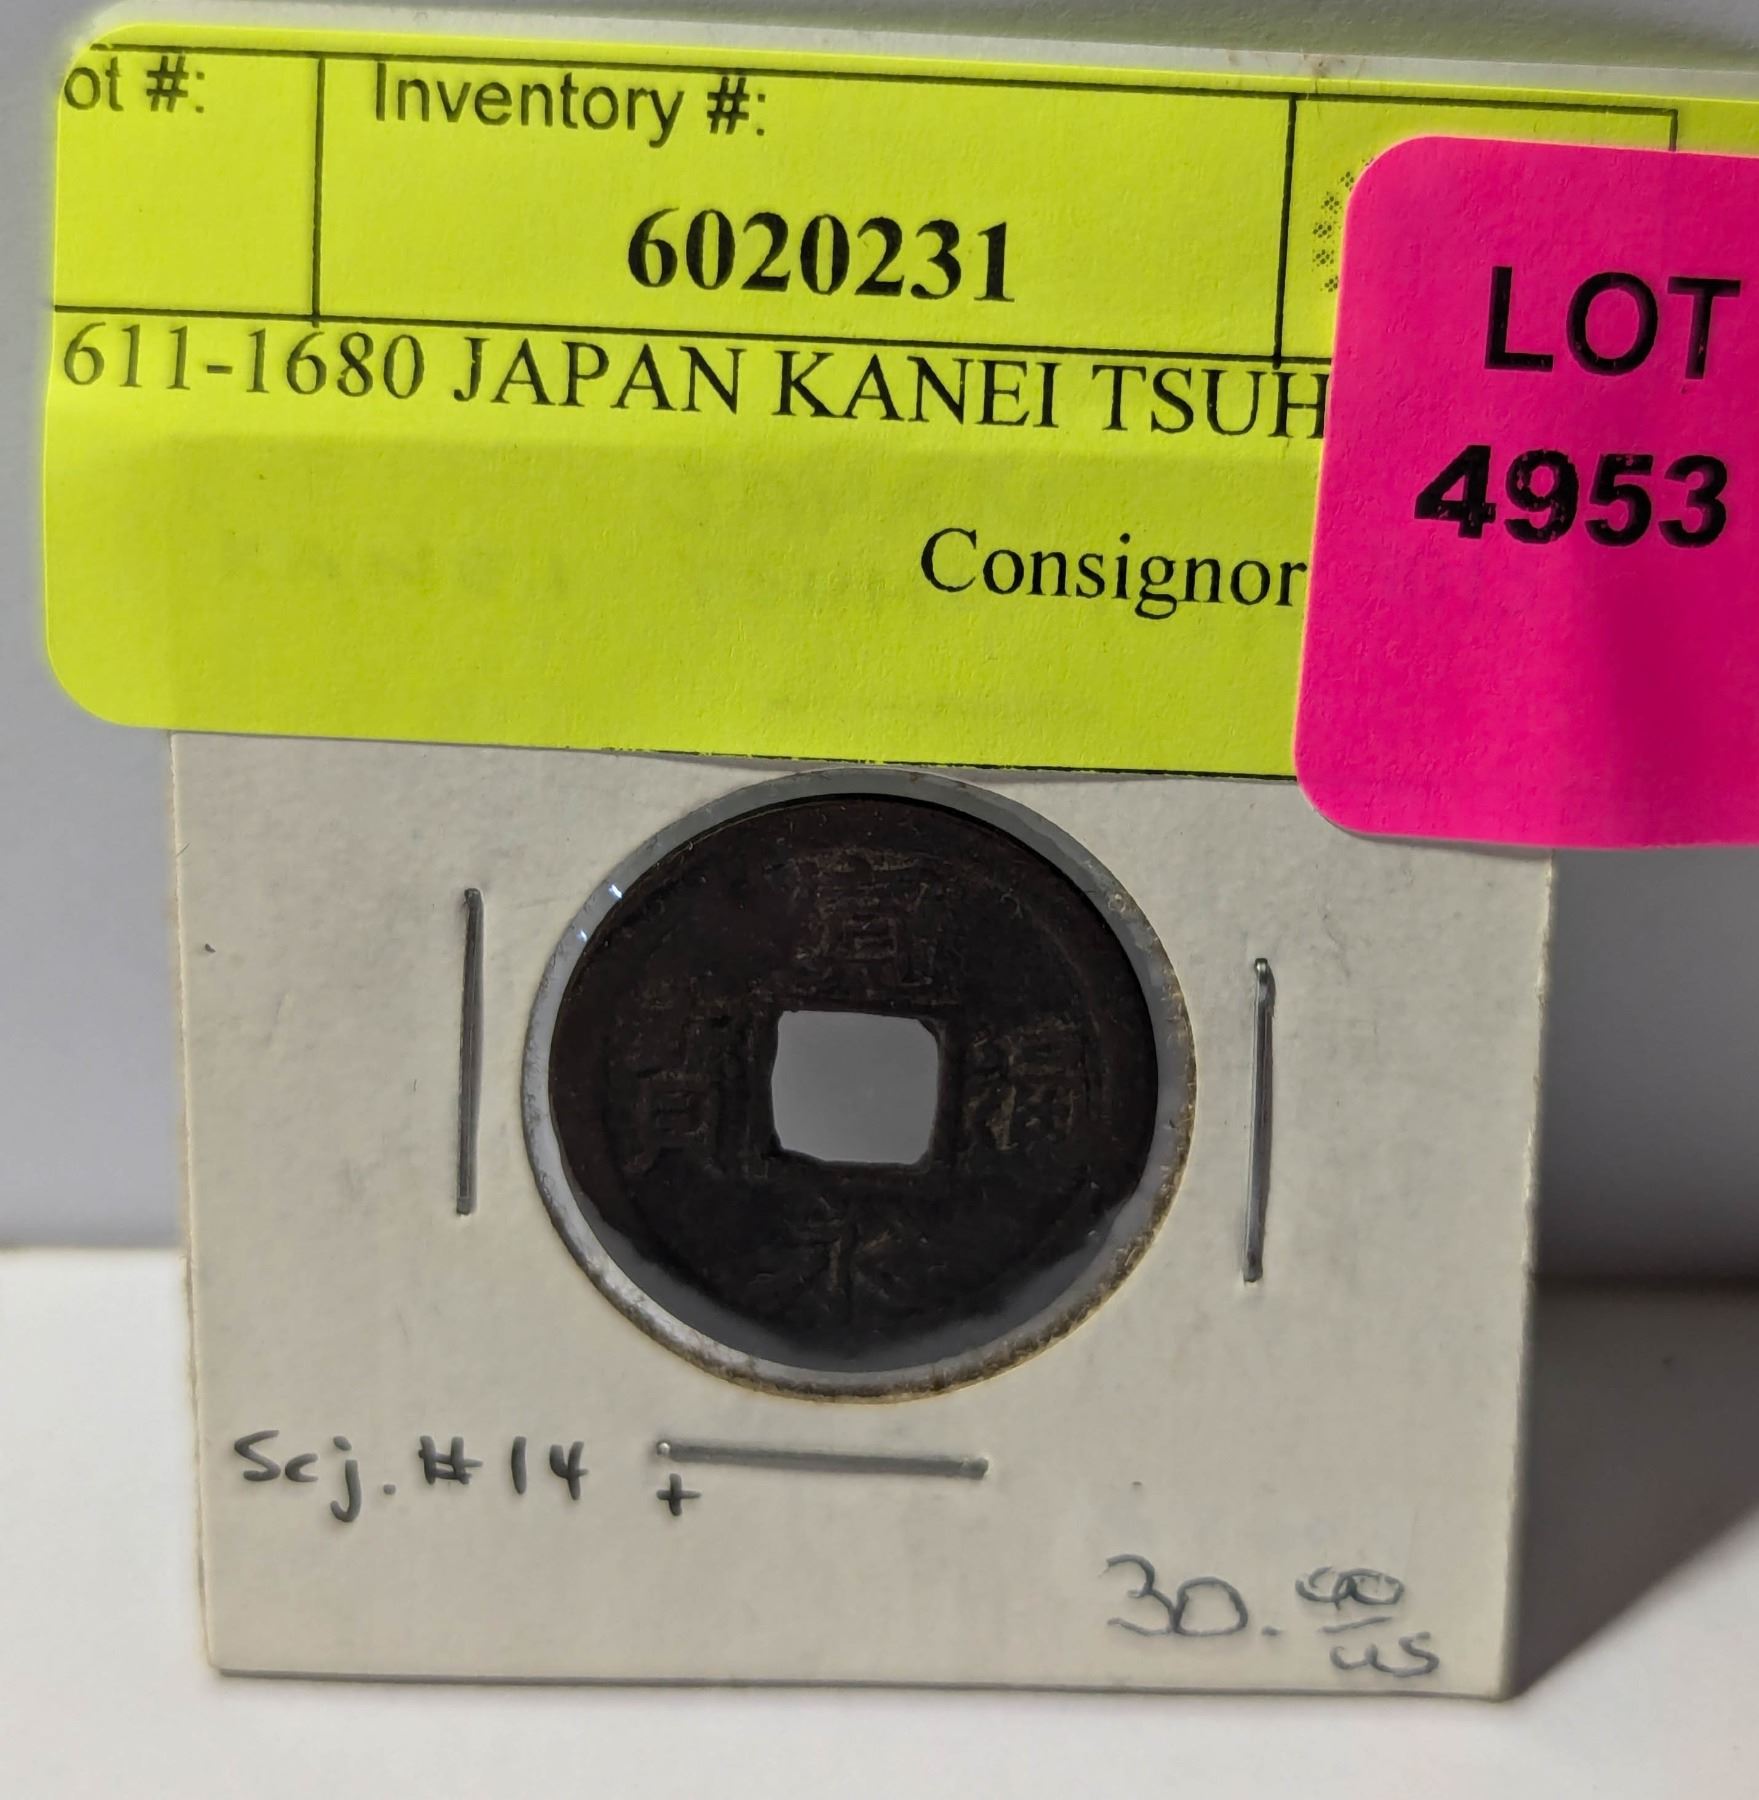 ot #:
Inventory #:
6020231
611-1680 JAPAN KANEI TSUH
Consignor
LOT
4953
寛
寳 通
永
Scj. #14 +
30.00
us